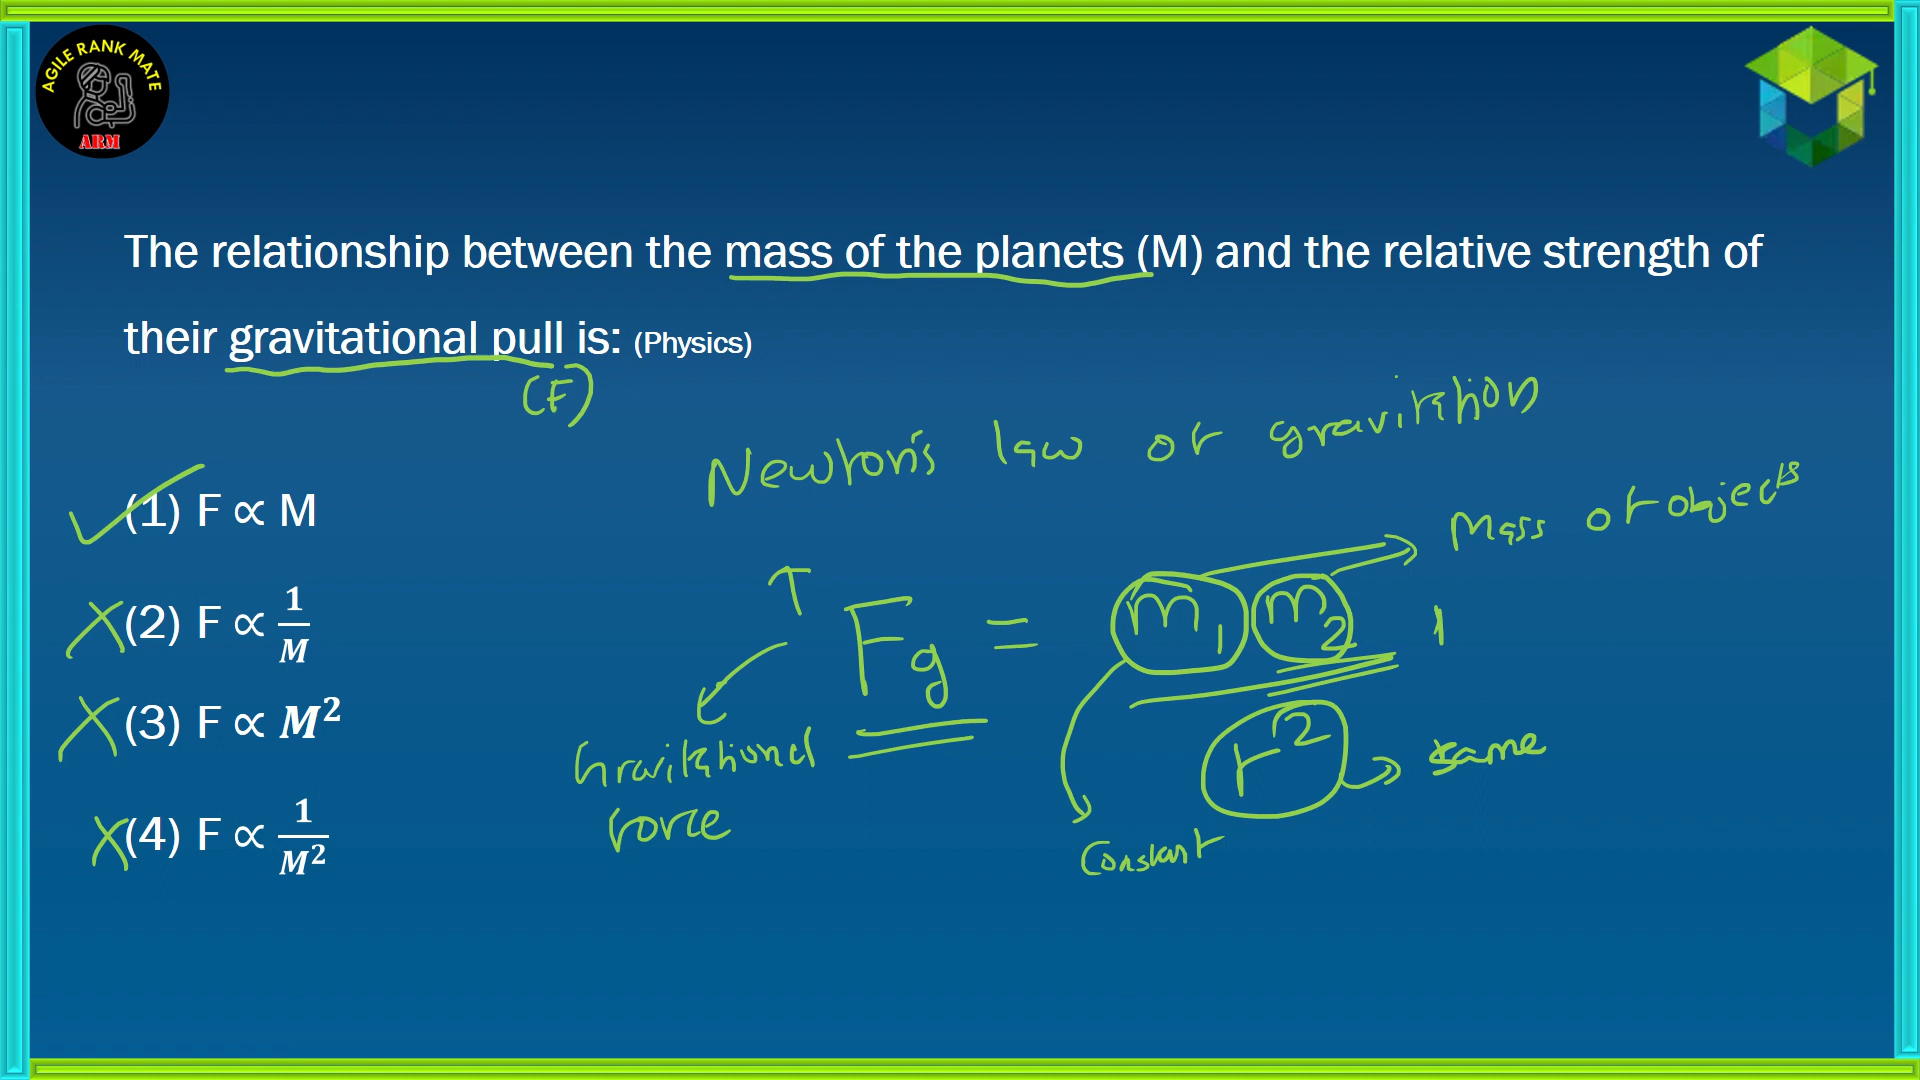 AGILE RANK MATE
ARM
The relationship between the mass of the planets (M) and the relative strength of
their gravitational pull is: (Physics)
(F)
Newton's law of gravitation
(1) F ∝ M
(2) F ∝ 1/M
(3) F ∝ M²
(4) F ∝ 1/M²
Mass of objects
Fg = m₁ m₂ / r²
1
Gravitational
force
same
Constant